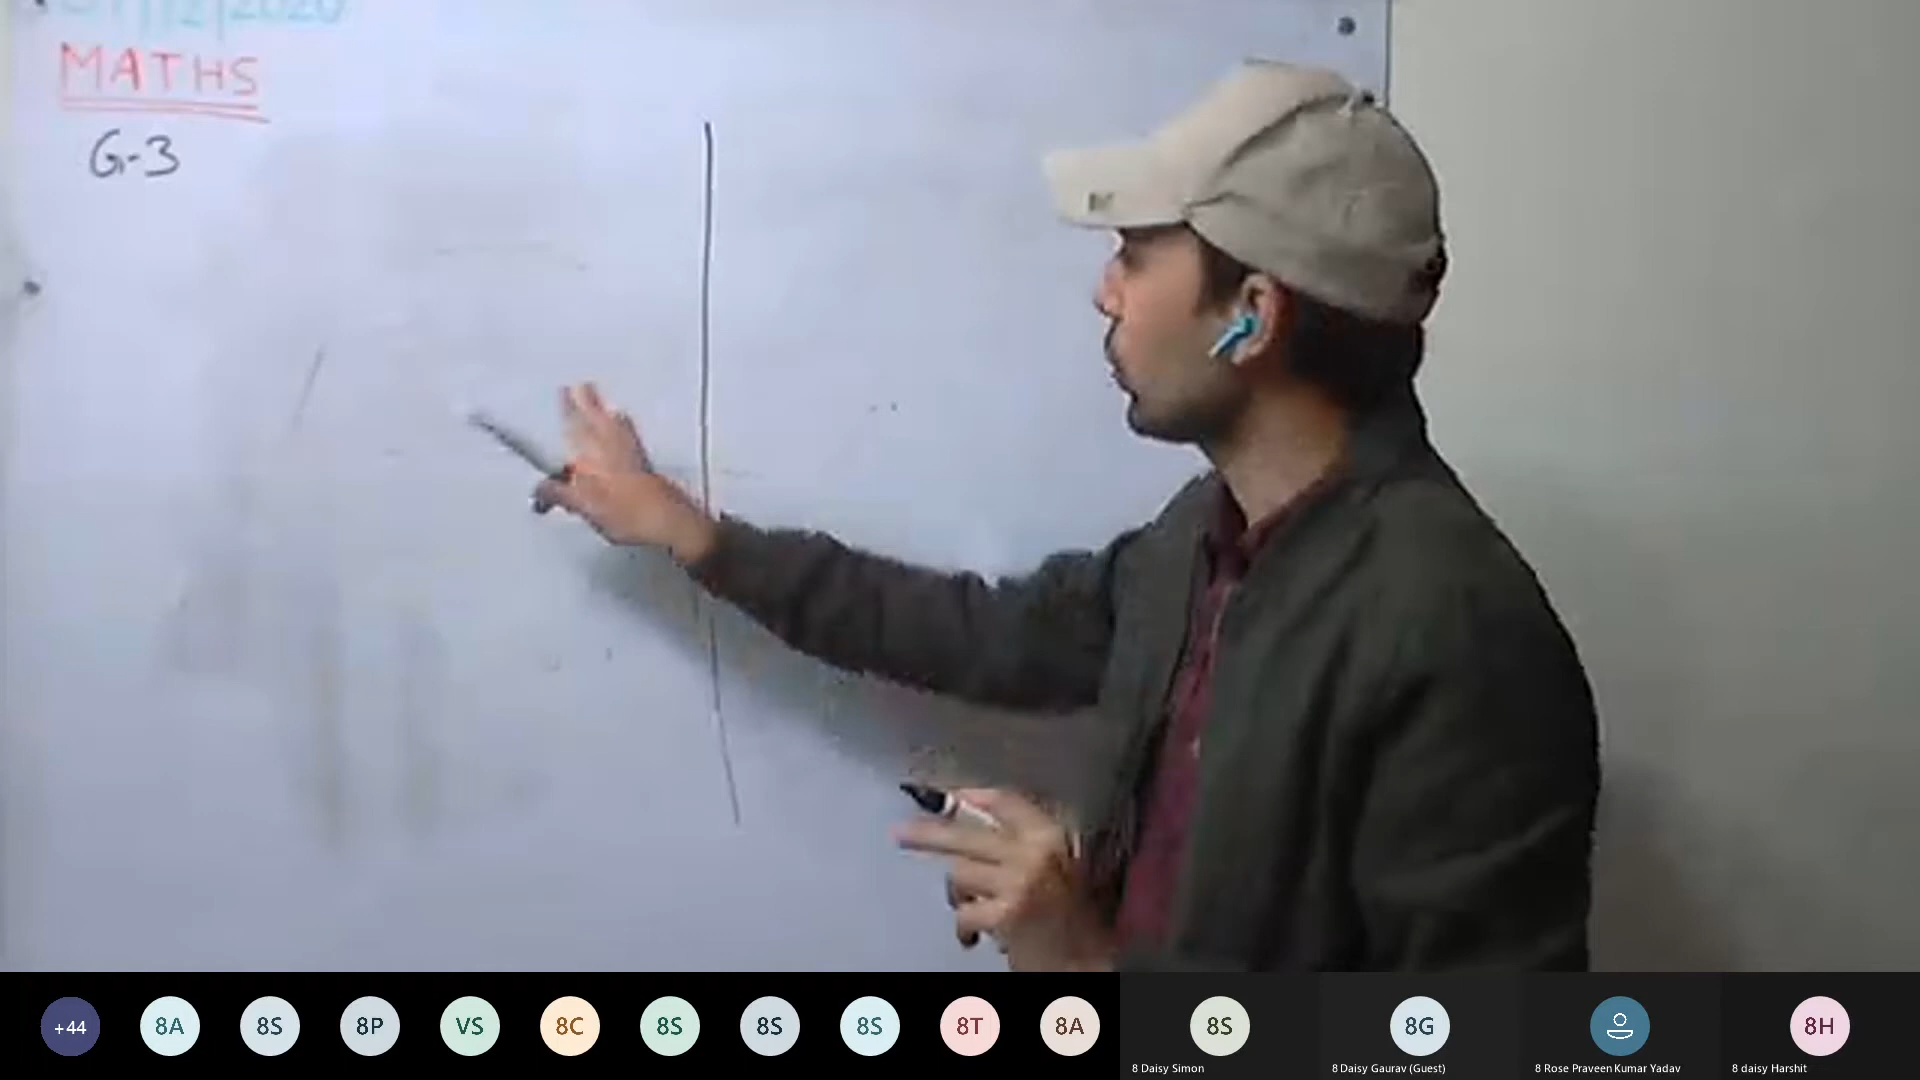 MATHS
G-3
+44
8A
8S
8P
VS
8C
8S
8S
8S
8T
8A
8S
8G
8H
8 Daisy Simon
8 Daisy Gaurav (Guest)
8 Rose Praveen Kumar Yadav
8 daisy Harshit